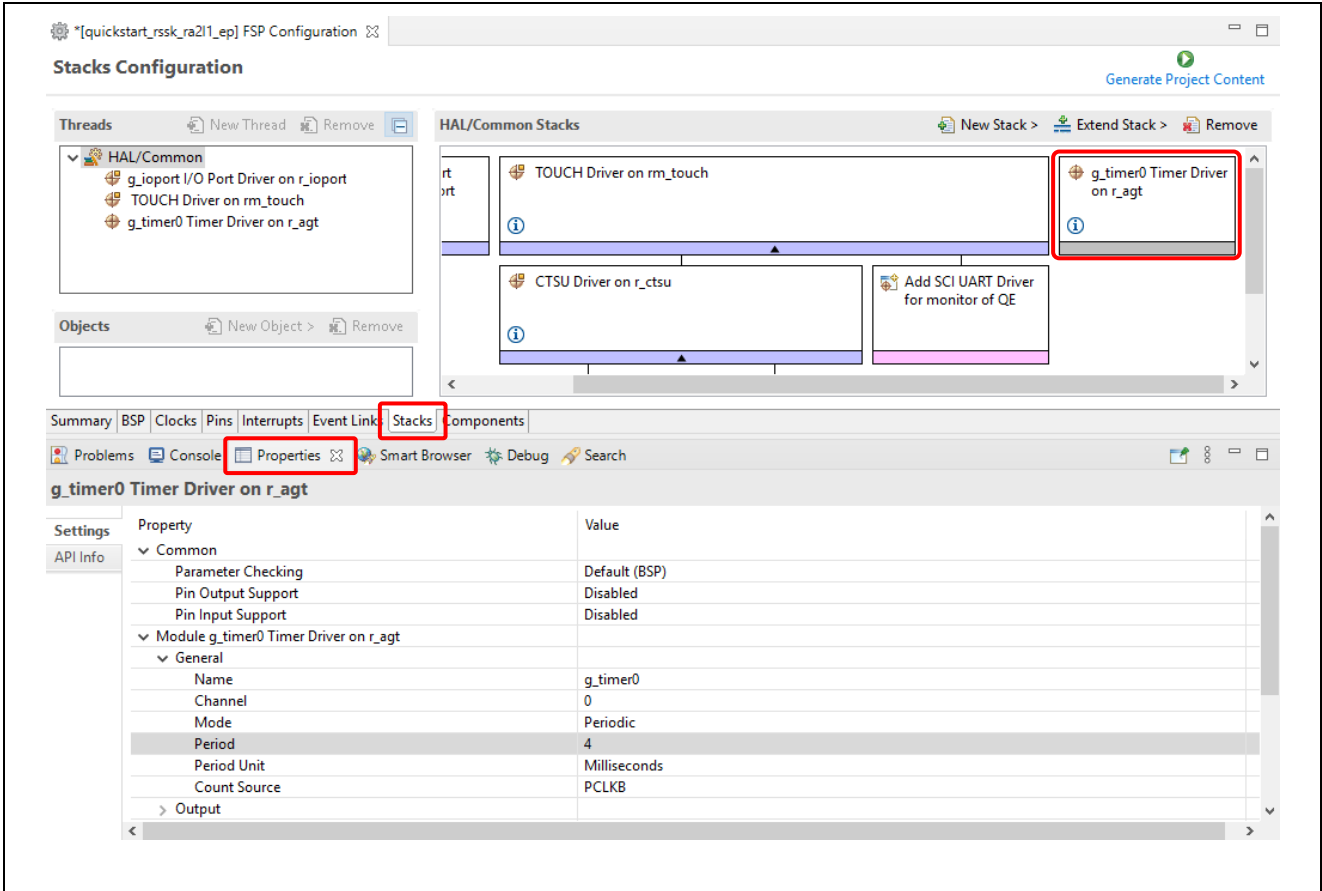 *[quickstart_rssk_ra2l1_ep] FSP Configuration
Stacks Configuration
Generate Project Content
Threads
New Thread
Remove
HAL/Common
g_ioport I/O Port Driver on r_ioport
TOUCH Driver on rm_touch
g_timer0 Timer Driver on r_agt
Objects
New Object >
Remove
HAL/Common Stacks
New Stack >
Extend Stack >
Remove
rt
ort
TOUCH Driver on rm_touch
g_timer0 Timer Driver
on r_agt
CTSU Driver on r_ctsu
Add SCI UART Driver
for monitor of QE
Summary BSP Clocks Pins Interrupts Event Links Stacks Components
Problems Console Properties Smart Browser Debug Search
g_timer0 Timer Driver on r_agt
Settings
API Info
Property Value
Common
Parameter Checking Default (BSP)
Pin Output Support Disabled
Pin Input Support Disabled
Module g_timer0 Timer Driver on r_agt
General
Name g_timer0
Channel 0
Mode Periodic
Period 4
Period Unit Milliseconds
Count Source PCLKB
Output